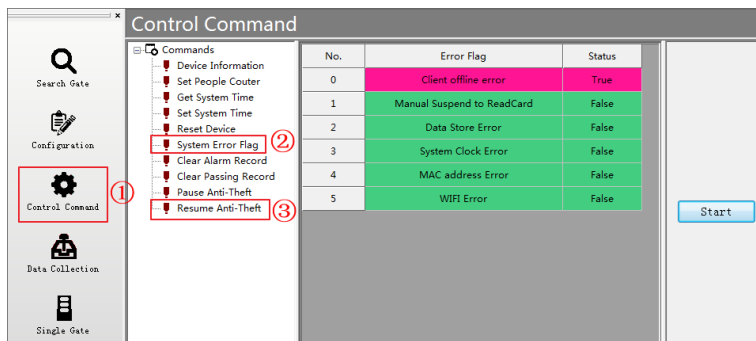 Control Command
Search Gate
Configuration
Control Command
①
Data Collection
Single Gate
Commands
Device Information
Set People Couter
Get System Time
Set System Time
Reset Device
System Error Flag
②
Clear Alarm Record
Clear Passing Record
Pause Anti-Theft
Resume Anti-Theft
③
No. Error Flag Status
0 Client offline error True
1 Manual Suspend to ReadCard False
2 Data Store Error False
3 System Clock Error False
4 MAC address Error False
5 WIFI Error False
Start